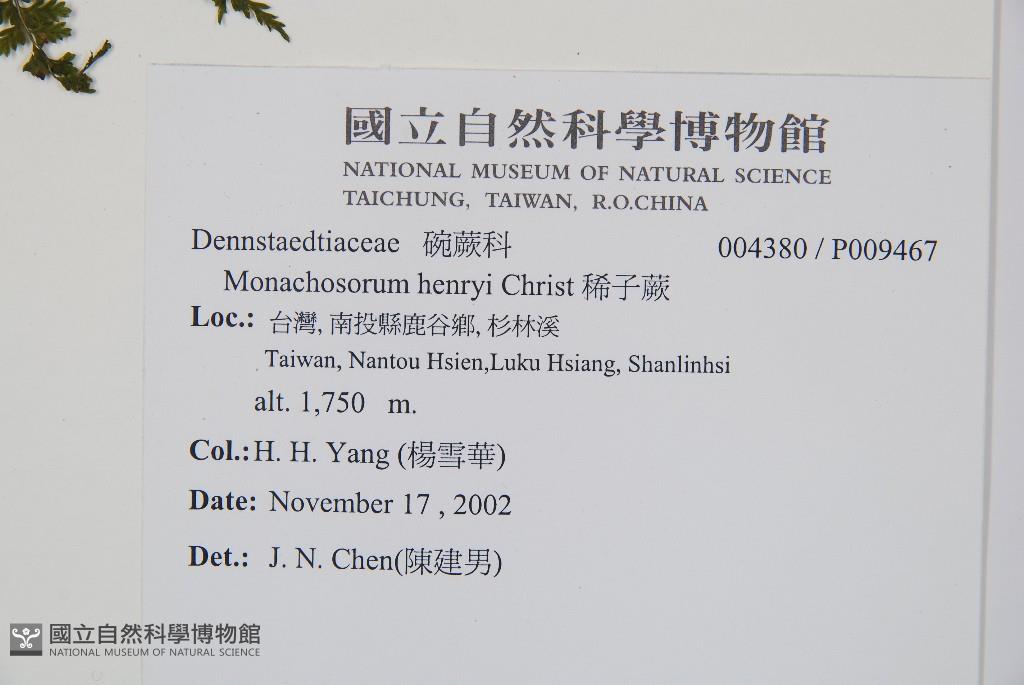 國立自然科學博物館
NATIONAL MUSEUM OF NATURAL SCIENCE
TAICHUNG, TAIWAN, R.O.CHINA
Dennstaedtiaceae 碗蕨科 004380 / P009467
Monachosorum henryi Christ 稀子蕨
Loc.: 台灣, 南投縣鹿谷鄉, 杉林溪
Taiwan, Nantou Hsien,Luku Hsiang, Shanlinhsi
alt. 1,750 m.
Col.:H. H. Yang (楊雪華)
Date: November 17 , 2002
Det.: J. N. Chen(陳建男)
國立自然科學博物館
NATIONAL MUSEUM OF NATURAL SCIENCE